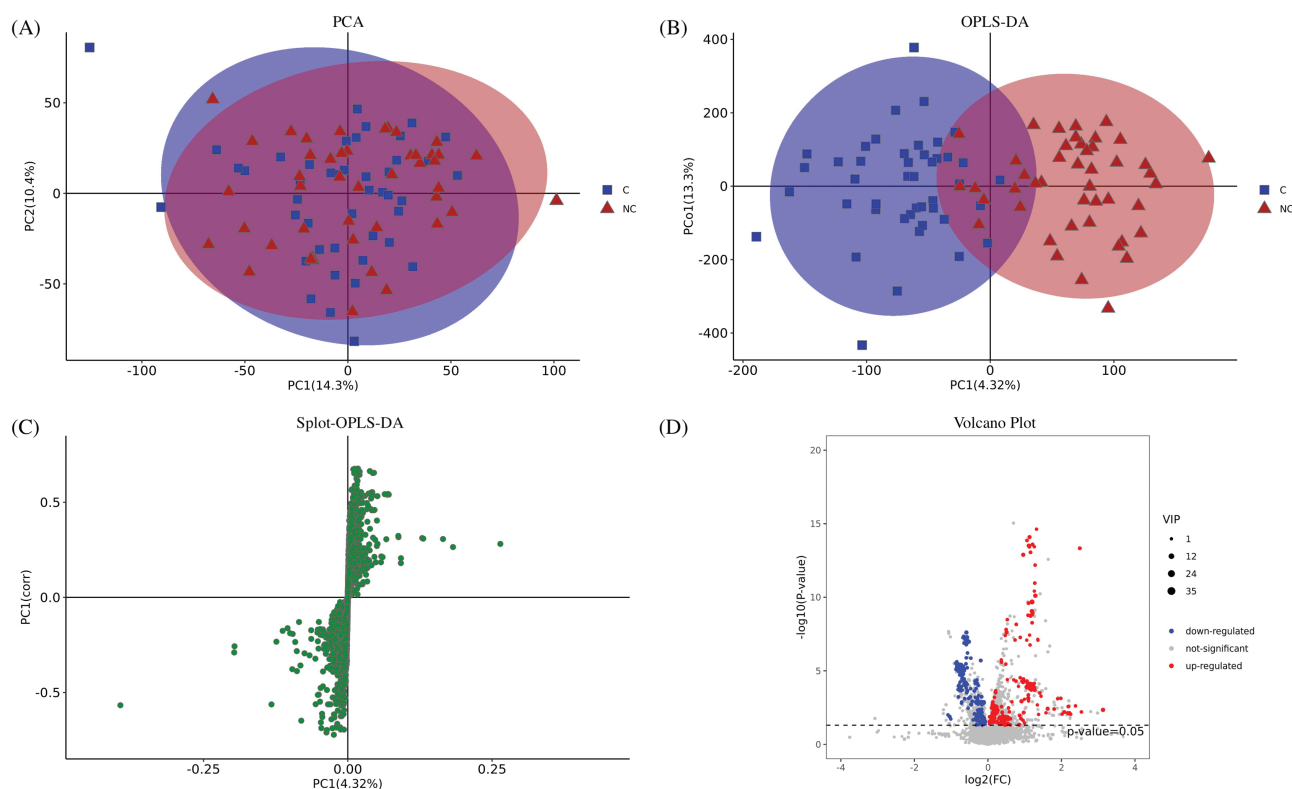 (A)
PCA
PC2(10.4%)
50
0
-50
-100
-50
0
50
100
PC1(14.3%)
C
NC
(B)
OPLS-DA
PCo1(13.3%)
400
200
0
-200
-400
-200
-100
0
100
PC1(4.32%)
C
NC
(C)
Splot-OPLS-DA
PC1(corr)
0.5
0.0
-0.5
-0.25
0.00
0.25
PC1(4.32%)
(D)
Volcano Plot
-log10(P-value)
20
15
10
5
0
p-value=0.05
-4
-2
0
2
4
log2(FC)
VIP
1
12
24
35
down-regulated
not-significant
up-regulated